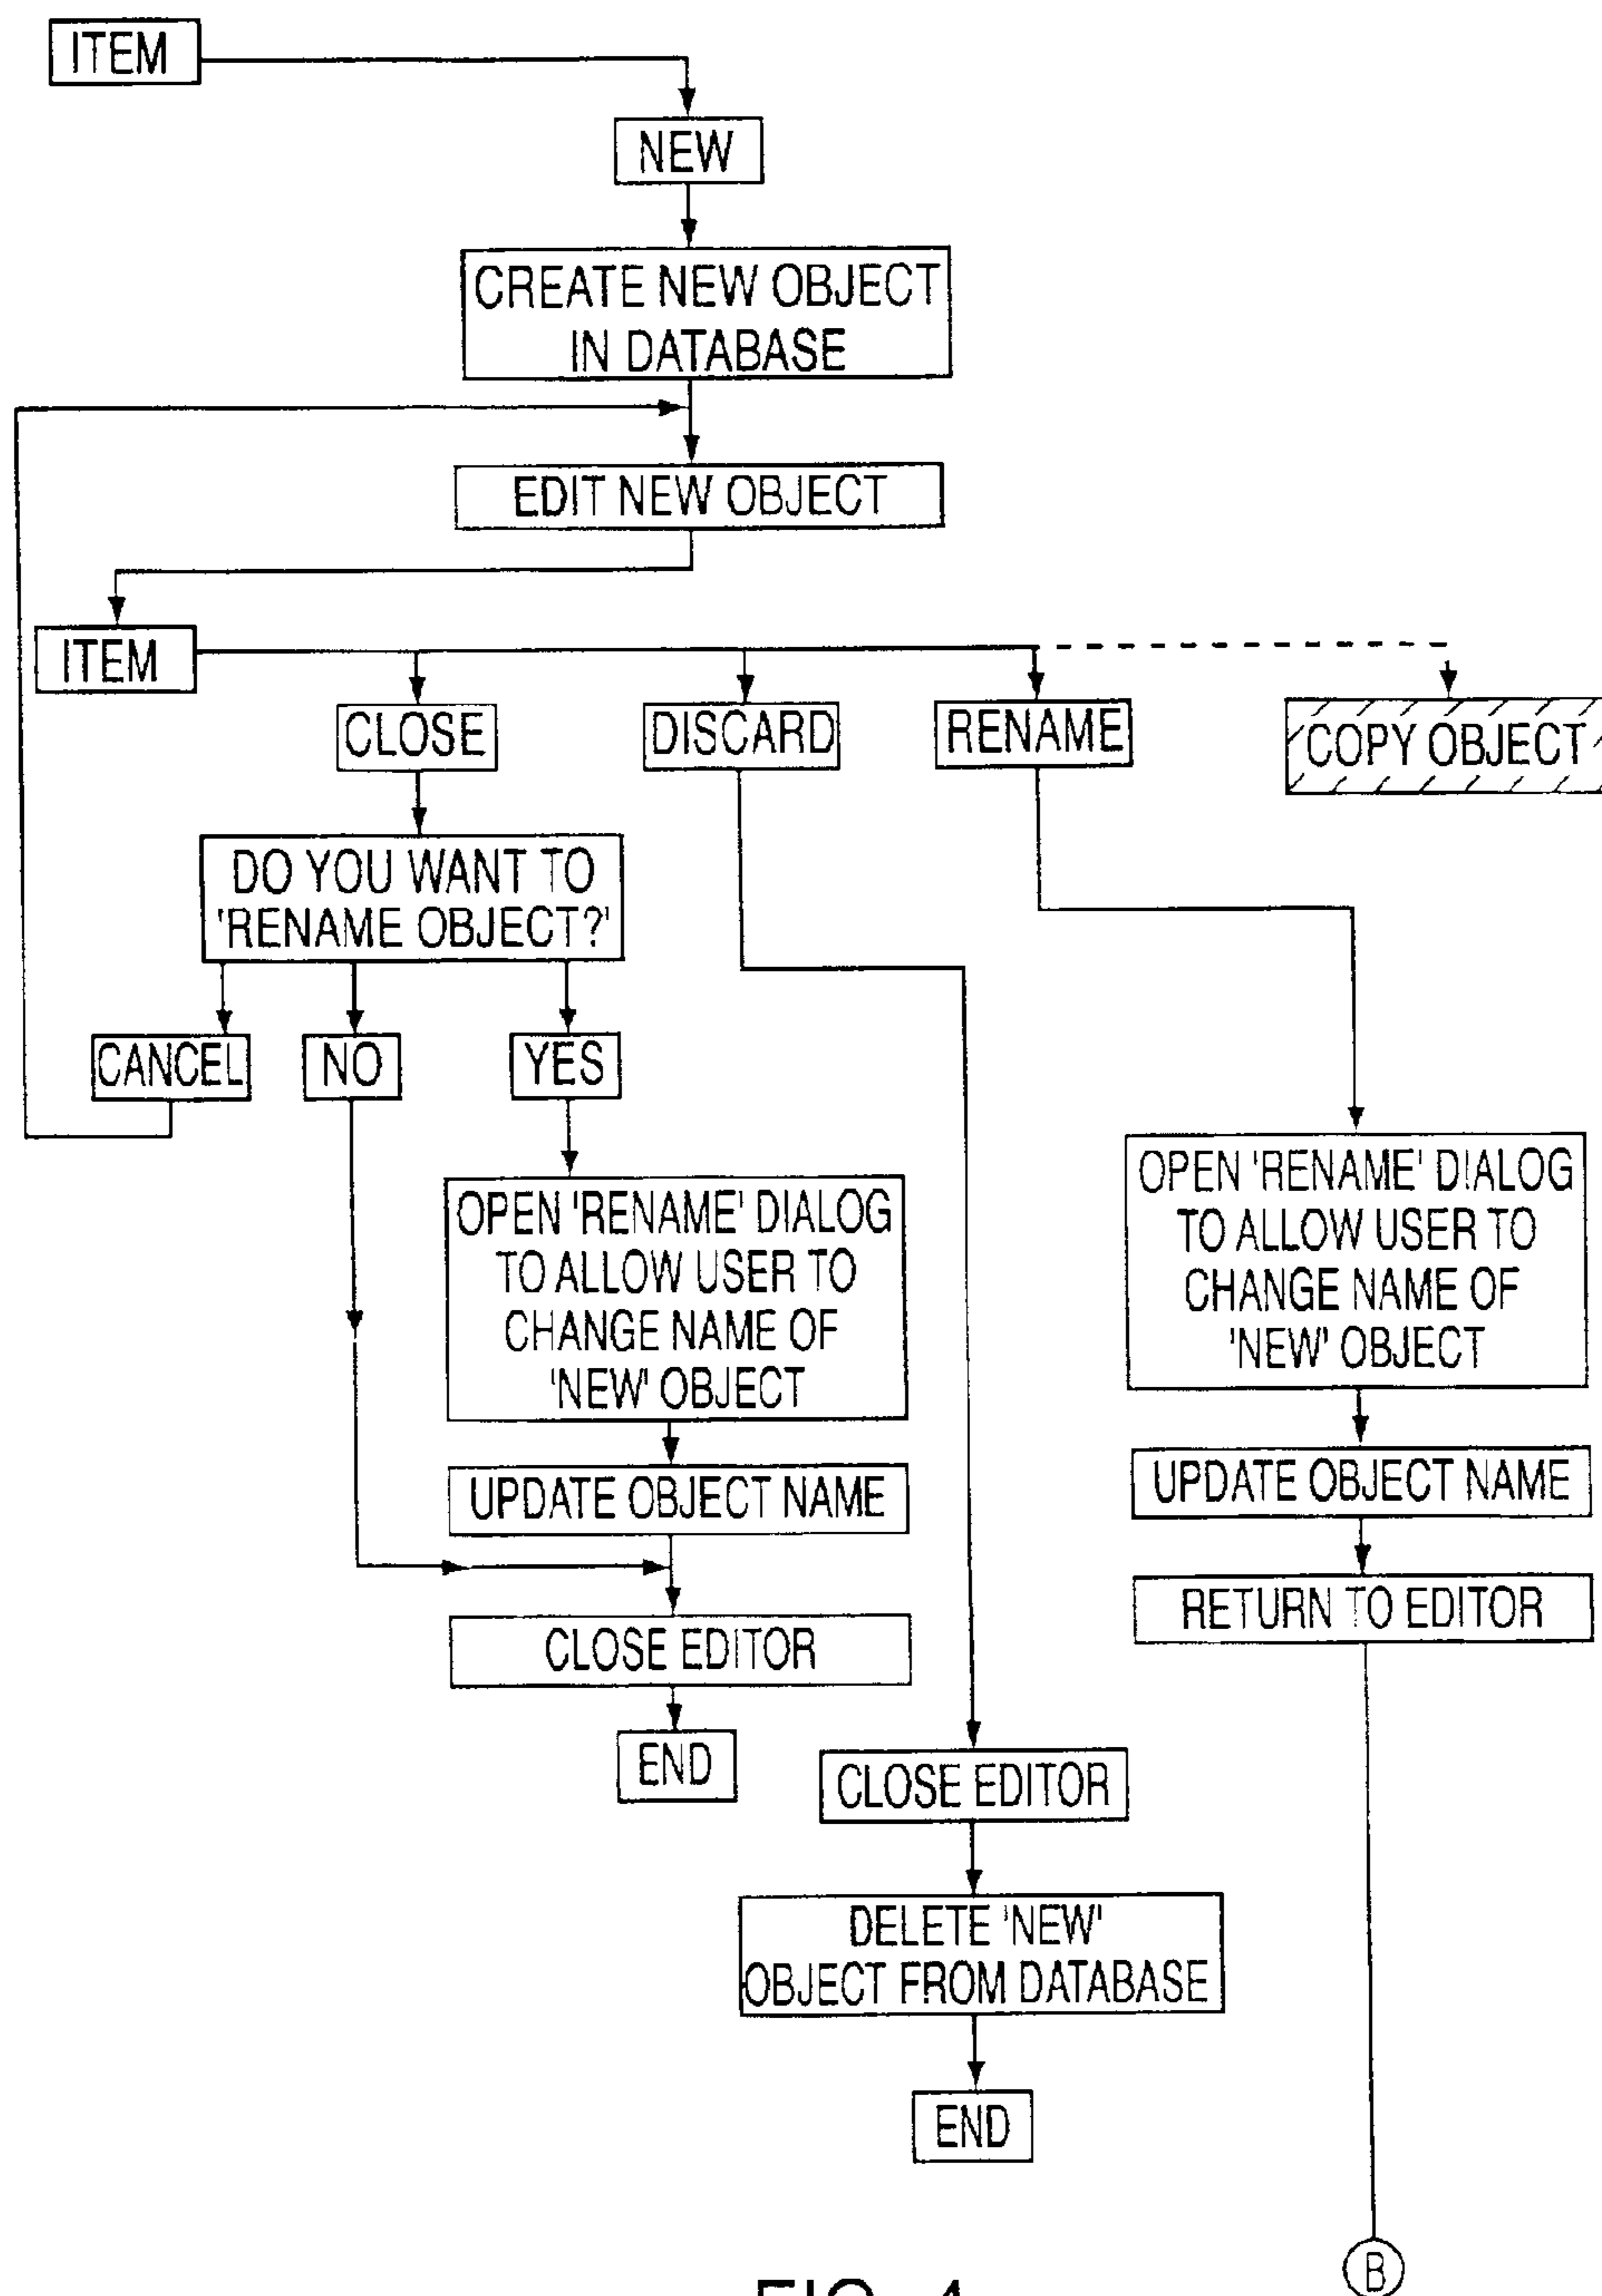 ITEM
NEW
CREATE NEW OBJECT
IN DATABASE
EDIT NEW OBJECT
ITEM
CLOSE
DISCARD
RENAME
COPY OBJECT
DO YOU WANT TO
'RENAME OBJECT?'
CANCEL
NO
YES
OPEN 'RENAME' DIALOG
TO ALLOW USER TO
CHANGE NAME OF
'NEW' OBJECT
UPDATE OBJECT NAME
CLOSE EDITOR
END
CLOSE EDITOR
DELETE 'NEW'
OBJECT FROM DATABASE
END
OPEN 'RENAME' DIALOG
TO ALLOW USER TO
CHANGE NAME OF
'NEW' OBJECT
UPDATE OBJECT NAME
RETURN TO EDITOR
B